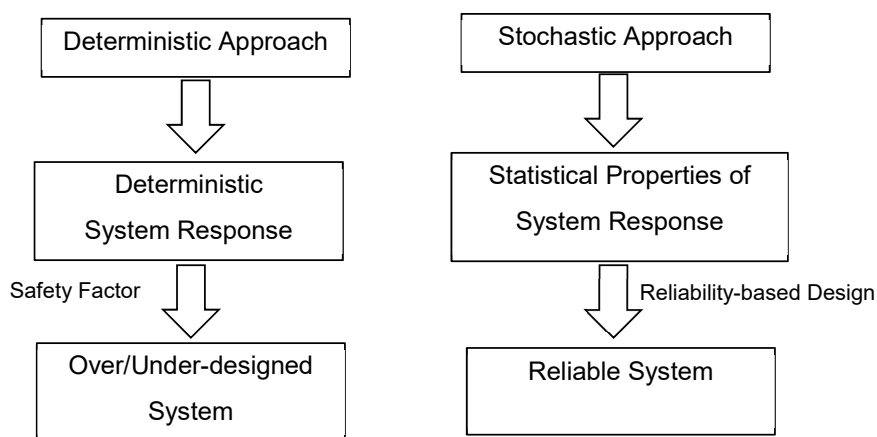 Deterministic Approach
Deterministic
System Response
Safety Factor
Over/Under-designed
System
Stochastic Approach
Statistical Properties of
System Response
Reliability-based Design
Reliable System